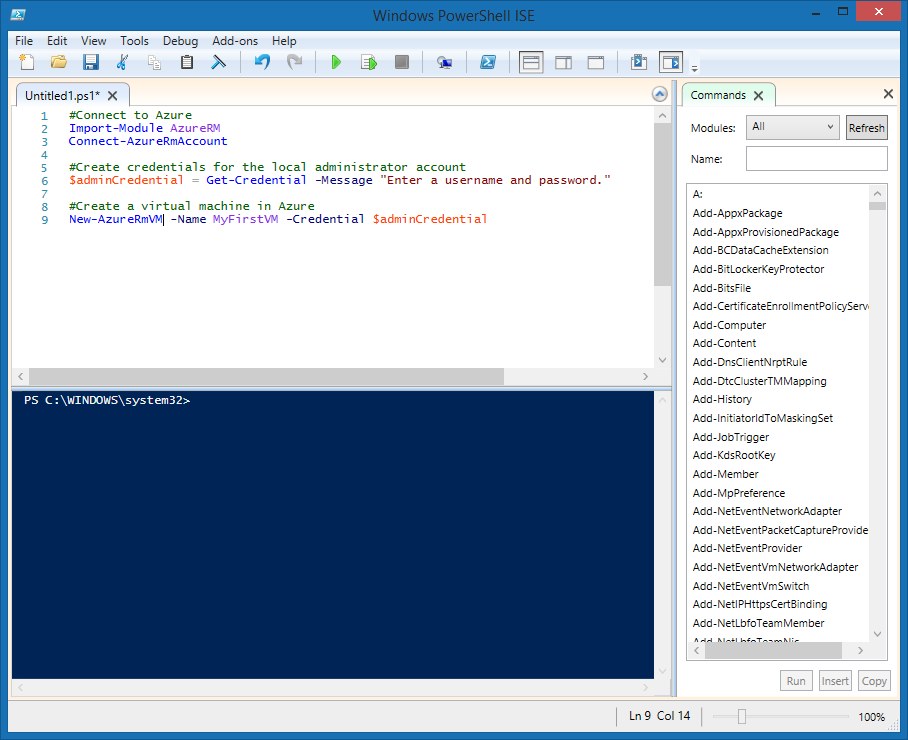 Windows PowerShell ISE
File Edit View Tools Debug Add-ons Help
Untitled1.ps1*
1 #Connect to Azure
2 Import-Module AzureRM
3 Connect-AzureRmAccount
4
5 #Create credentials for the local administrator account
6 $adminCredential = Get-Credential -Message "Enter a username and password."
7
8 #Create a virtual machine in Azure
9 New-AzureRmVM -Name MyFirstVM -Credential $adminCredential
PS C:\WINDOWS\system32>
Commands
Modules: All Refresh
Name:
A:
Add-AppxPackage
Add-AppxProvisionedPackage
Add-BCDataCacheExtension
Add-BitLockerKeyProtector
Add-BitsFile
Add-CertificateEnrollmentPolicyServe
Add-Computer
Add-Content
Add-DnsClientNrptRule
Add-DtcClusterTMMapping
Add-History
Add-InitiatorIdToMaskingSet
Add-JobTrigger
Add-KdsRootKey
Add-Member
Add-MpPreference
Add-NetEventNetworkAdapter
Add-NetEventPacketCaptureProvide
Add-NetEventProvider
Add-NetEventVmNetworkAdapter
Add-NetEventVmSwitch
Add-NetIPHttpsCertBinding
Add-NetLbfoTeamMember
Add-NetLbfoTeamNic
Run Insert Copy
Ln 9 Col 14 100%